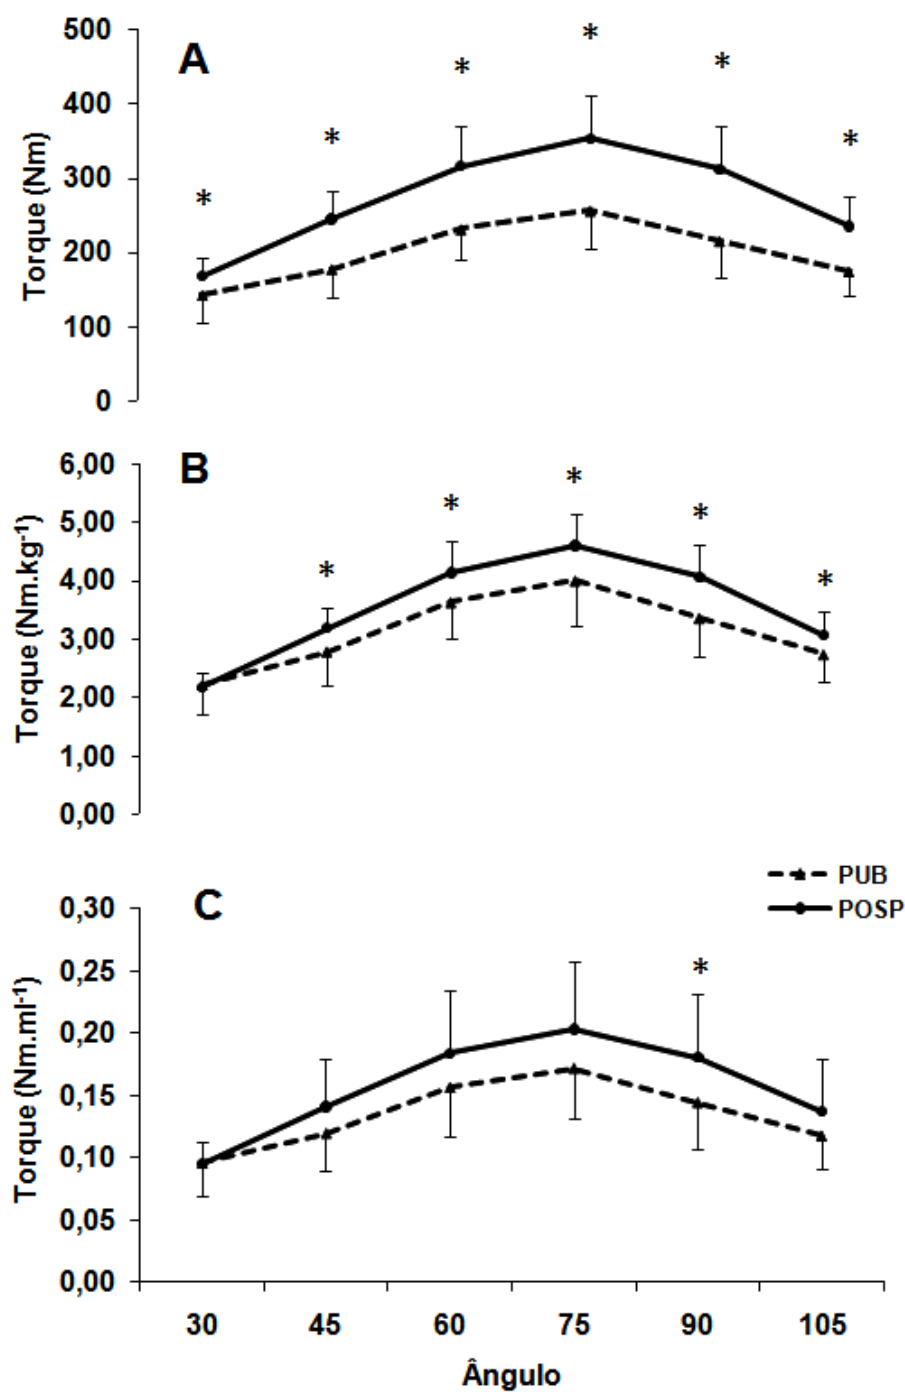 A
Torque (Nm)
500
400
300
200
100
0
* * * * * *
B
Torque (Nm.kg⁻¹)
6,00
5,00
4,00
3,00
2,00
1,00
0,00
* * * * *
PUB
POSP
C
Torque (Nm.ml⁻¹)
0,30
0,25
0,20
0,15
0,10
0,05
0,00
*
30 45 60 75 90 105
Ângulo